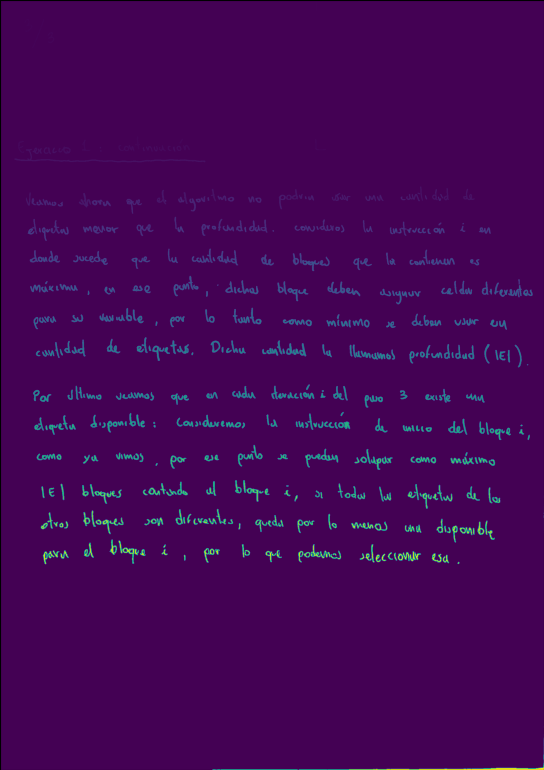 Ejercicio 2 : continuación
Veamos ahora que el algoritmo no podria usar una cantidad de
etiquetas menor que la profundidad. considero la instrucción i en
donde sucede que la cantidad de bloques que la contienen es
máxima, en ese punto, dichos bloque deben asignar celdas diferentes
para su variable, por lo tanto como mínimo se deben usar esa
cantidad de etiquetas. Dicha cantidad la llamamos profundidad (|E|).
Por último veamos que en cada iteración i del paso 3 existe una
etiqueta disponible: Consideremos la instrucción de inicio del bloque i,
como ya vimos, por ese punto se pueden solapar como máximo
|E| bloques contando al bloque i, si todas las etiquetas de los
otros bloques son diferentes, queda por lo menos una disponible
para el bloque i, por lo que podemos seleccionar esa.